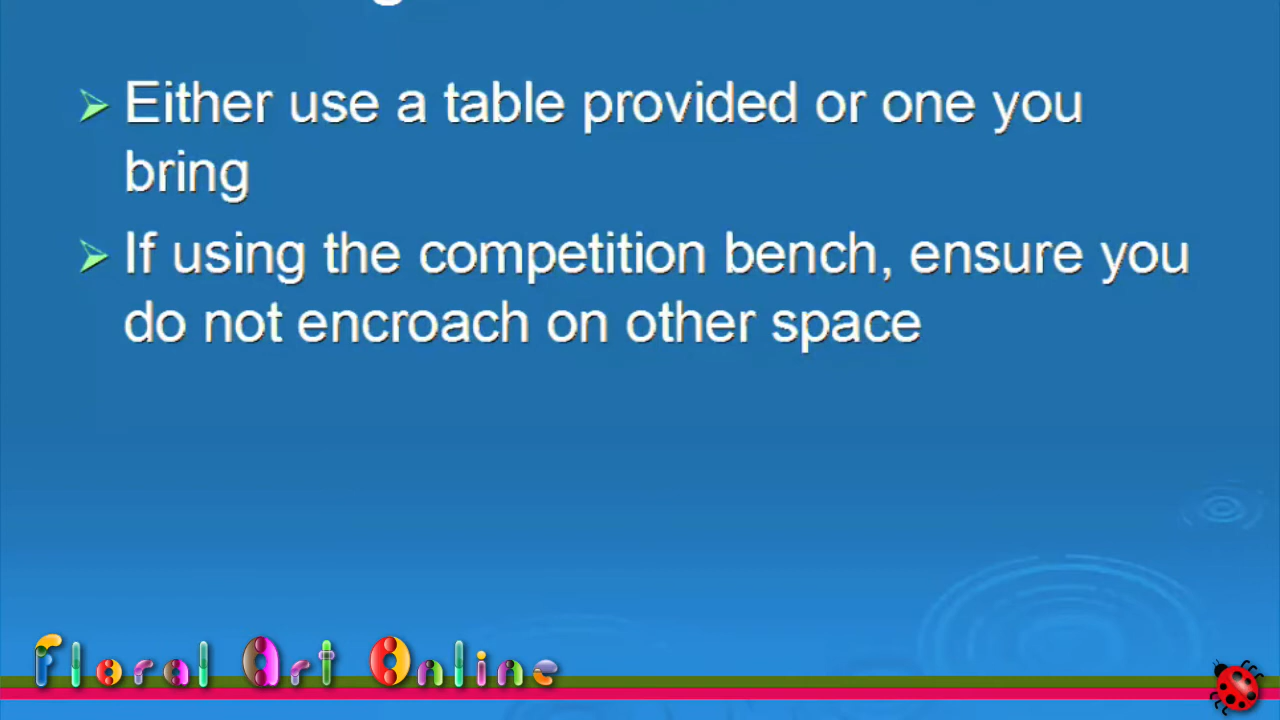 Either use a table provided or one you
bring
If using the competition bench, ensure you
do not encroach on other space
Floral Art Online